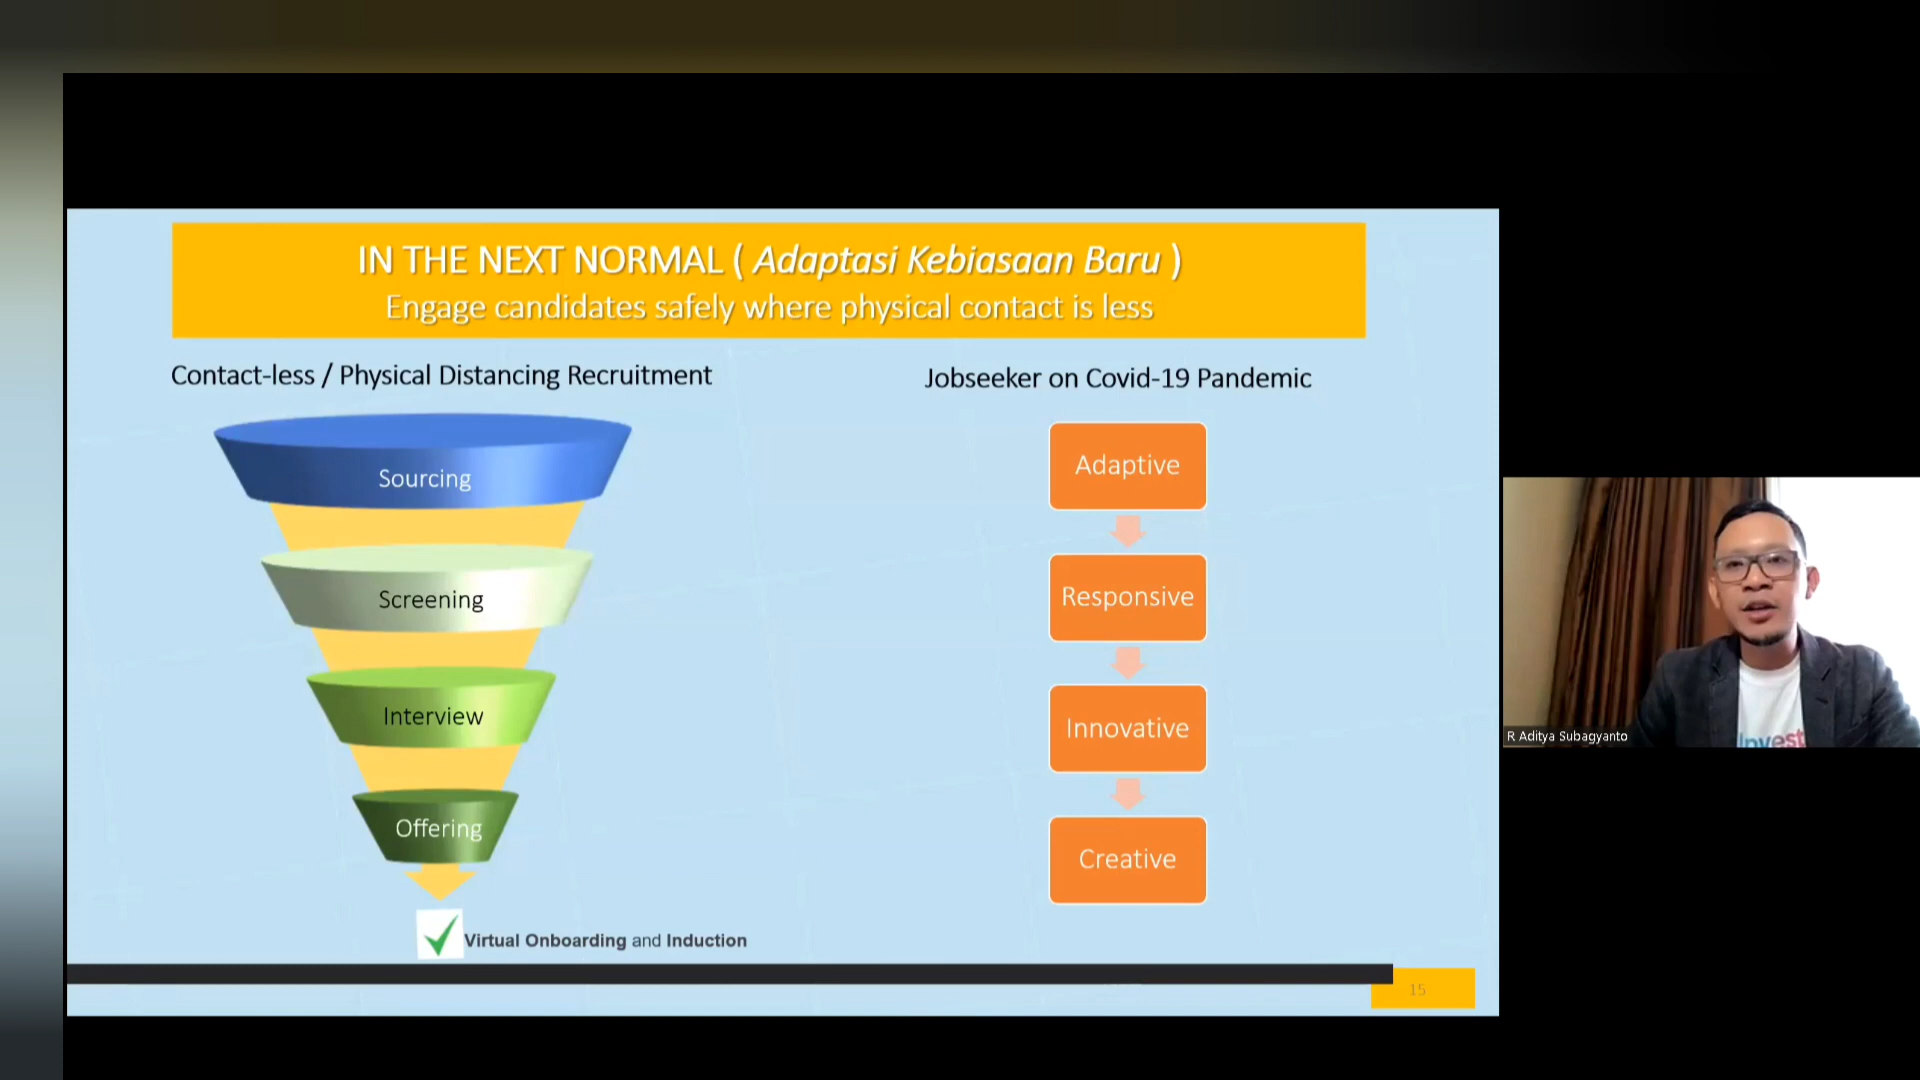 IN THE NEXT NORMAL ( Adaptasi Kebiasaan Baru )
Engage candidates safely where physical contact is less
Contact-less / Physical Distancing Recruitment
Sourcing
Screening
Interview
Offering
Virtual Onboarding and Induction
Jobseeker on Covid-19 Pandemic
Adaptive
Responsive
Innovative
Creative
15
Invest
R Aditya Subagyanto